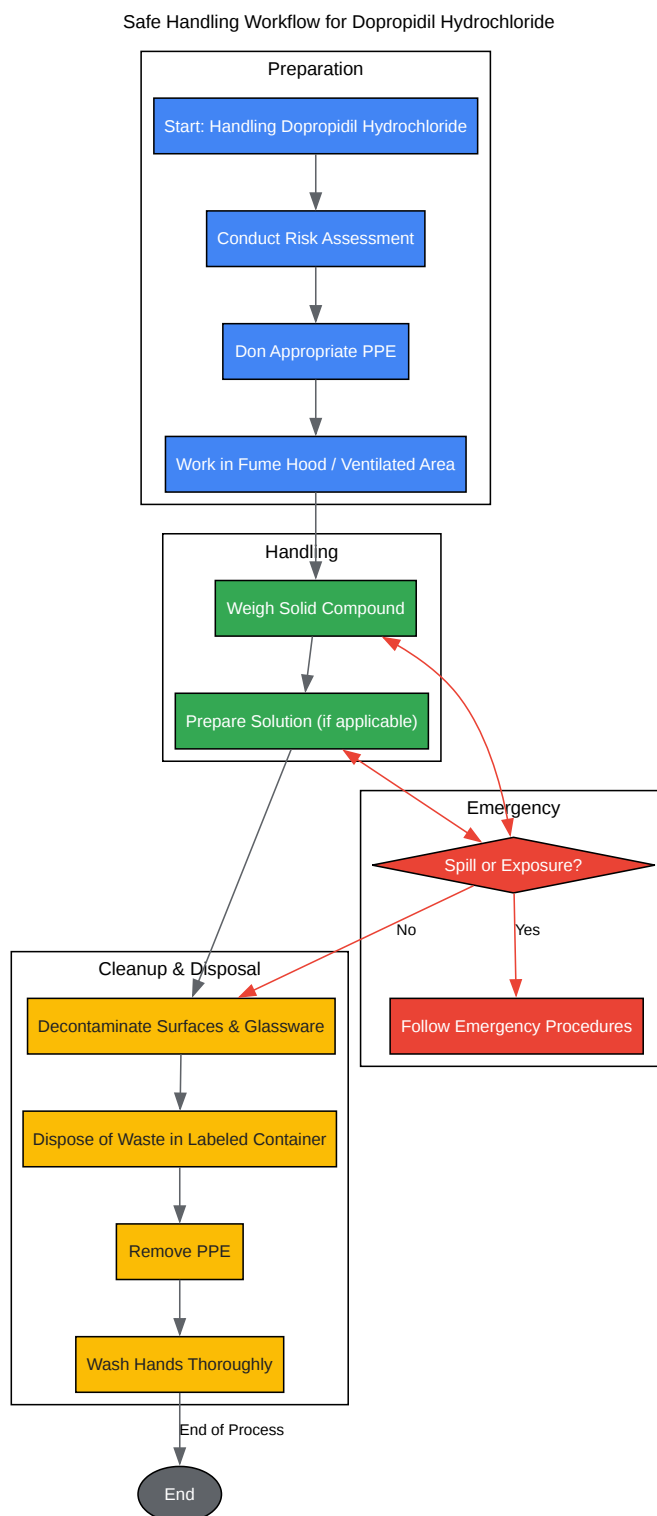 Safe Handling Workflow for Dopropidil Hydrochloride
Preparation
Start: Handling Dopropidil Hydrochloride
Conduct Risk Assessment
Don Appropriate PPE
Work in Fume Hood / Ventilated Area
Handling
Weigh Solid Compound
Prepare Solution (if applicable)
Emergency
Spill or Exposure?
No
Yes
Follow Emergency Procedures
Cleanup & Disposal
Decontaminate Surfaces & Glassware
Dispose of Waste in Labeled Container
Remove PPE
Wash Hands Thoroughly
End of Process
End